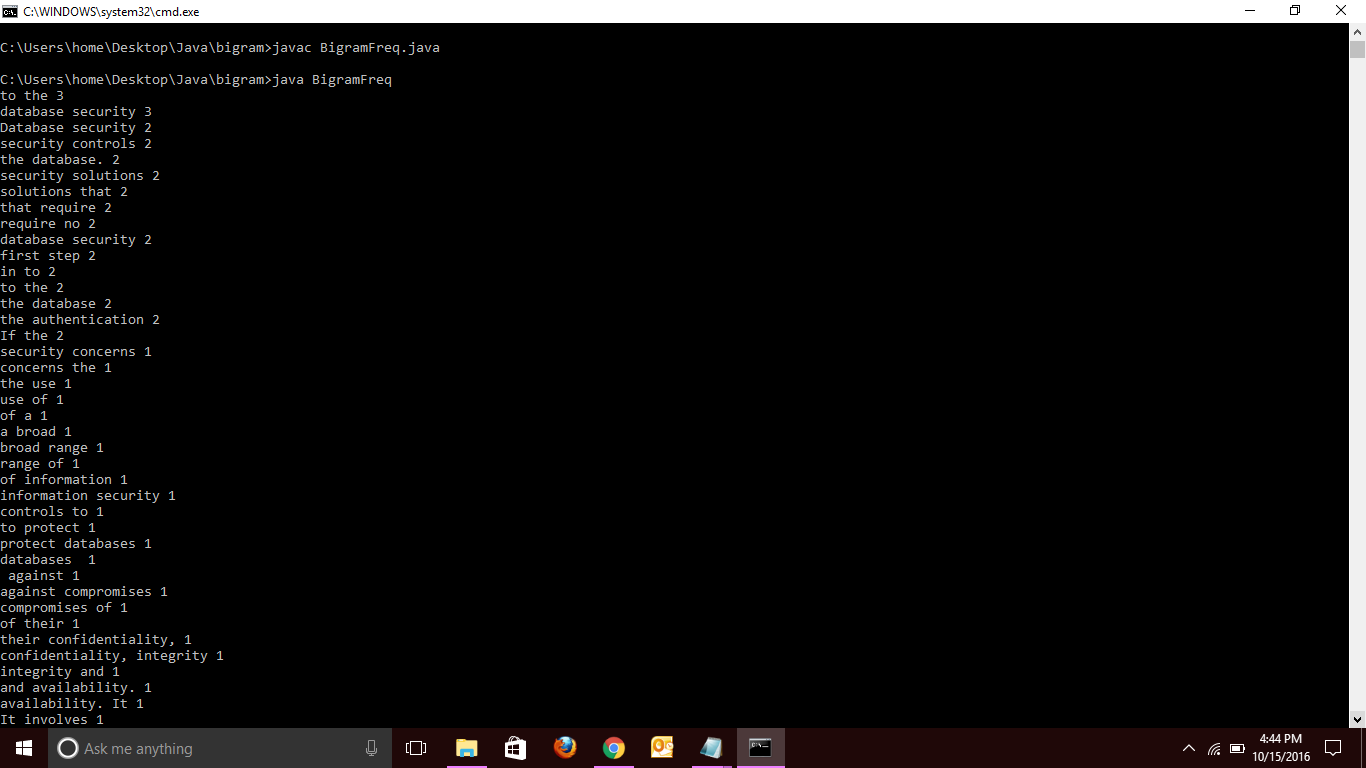 C:\WINDOWS\system32\cmd.exe
C:\Users\home\Desktop\Java\bigram>javac BigramFreq.java
C:\Users\home\Desktop\Java\bigram>java BigramFreq
to the 3
database security 3
Database security 2
security controls 2
the database. 2
security solutions 2
solutions that 2
that require 2
require no 2
database security 2
first step 2
in to 2
to the 2
the database 2
the authentication 2
If the 2
security concerns 1
concerns the 1
the use 1
use of 1
of a 1
a broad 1
broad range 1
range of 1
of information 1
information security 1
controls to 1
to protect 1
protect databases 1
databases  1
 against 1
against compromises 1
compromises of 1
of their 1
their confidentiality, 1
confidentiality, integrity 1
integrity and 1
and availability. 1
availability. It 1
It involves 1
Ask me anything
4:44 PM
10/15/2016